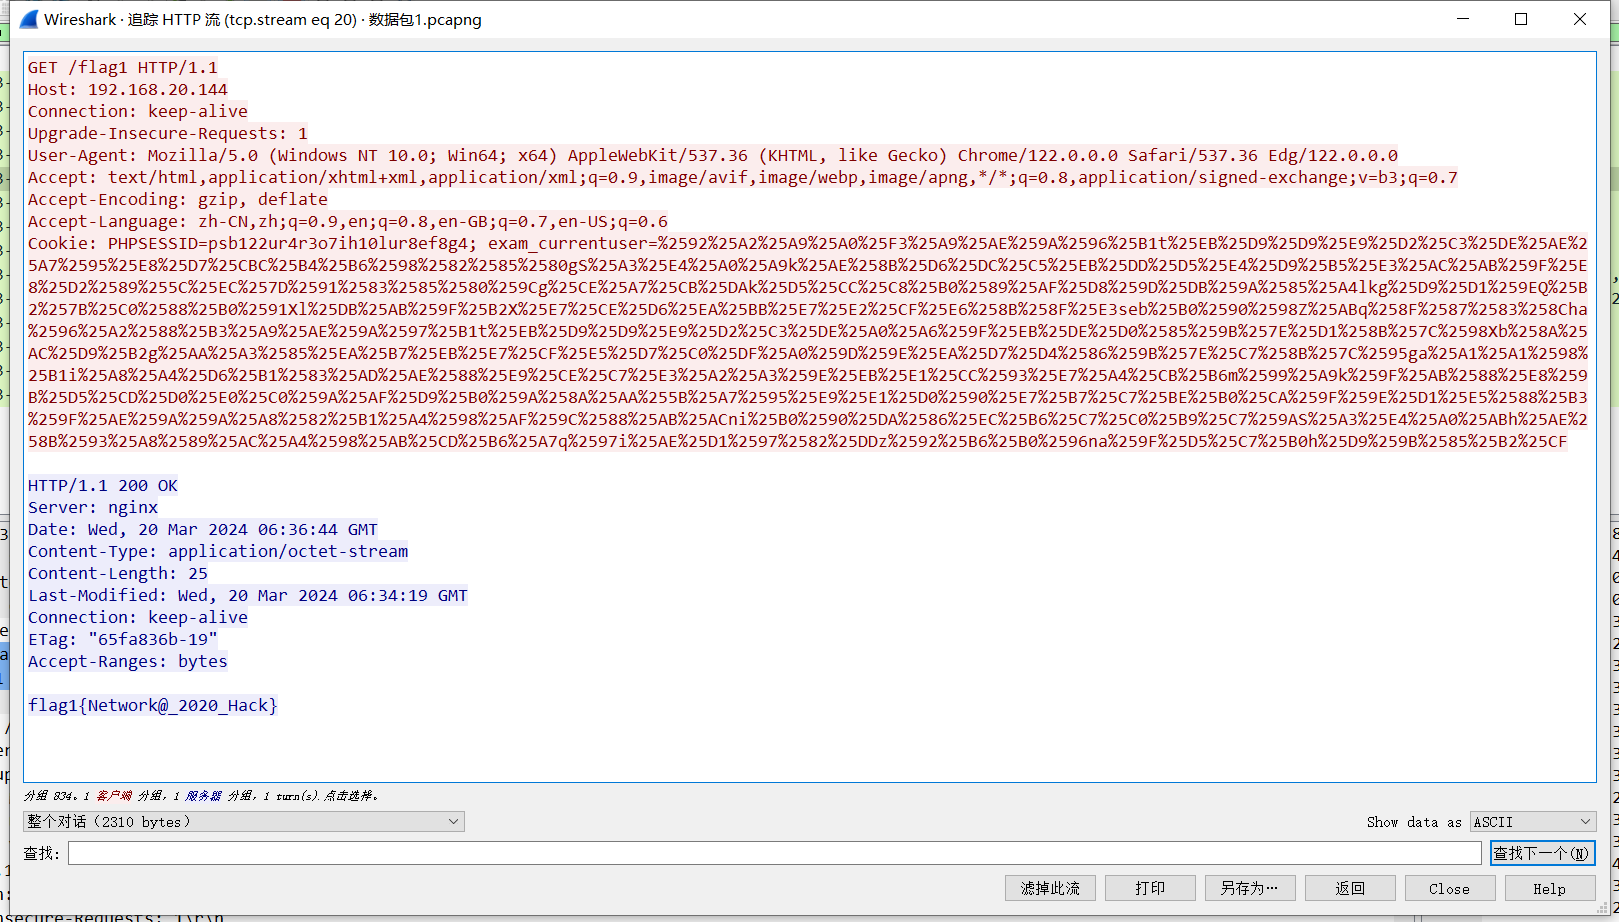 Wireshark · 追踪 HTTP 流 (tcp.stream eq 20) · 数据包1.pcapng
GET /flag1 HTTP/1.1
Host: 192.168.20.144
Connection: keep-alive
Upgrade-Insecure-Requests: 1
User-Agent: Mozilla/5.0 (Windows NT 10.0; Win64; x64) AppleWebKit/537.36 (KHTML, like Gecko) Chrome/122.0.0.0 Safari/537.36 Edg/122.0.0.0
Accept: text/html,application/xhtml+xml,application/xml;q=0.9,image/avif,image/webp,image/apng,*/*;q=0.8,application/signed-exchange;v=b3;q=0.7
Accept-Encoding: gzip, deflate
Accept-Language: zh-CN,zh;q=0.9,en;q=0.8,en-GB;q=0.7,en-US;q=0.6
Cookie: PHPSESSID=psb122ur4r3o7ih10lur8ef8g4; exam_currentuser=%2592%25A2%25A9%25A0%25F3%25A9%25AE%259A%2596%25B1t%25EB%25D9%25D9%25E9%25D2%25C3%25DE%25AE%2
5A7%2595%25E8%25D7%25CBC%25B4%25B6%2598%2582%2585%2580gS%25A3%25E4%25A0%25A9k%25AE%258B%25D6%25DC%25C5%25EB%25DD%25D5%25E4%25D9%25B5%25E3%25AC%25AB%259F%25E
8%25D2%2589%255C%25EC%257D%2591%2583%2585%2580%259Cg%25CE%25A7%25CB%25DAk%25D5%25CC%25C8%25B0%2589%25AF%25D8%259D%25DB%259A%2585%25A4lkg%25D9%25D1%259EQ%25B
2%257B%25C0%2588%25B0%2591Xl%25DB%25AB%259F%25B2X%25E7%25CE%25D6%25EA%25BB%25E7%25E2%25CF%25E6%258B%258F%25E3seb%25B0%2590%2598Z%25ABq%258F%2587%2583%258Cha
%2596%25A2%2588%25B3%25A9%25AE%259A%2597%25B1t%25EB%25D9%25D9%25E9%25D2%25C3%25DE%25A0%25A6%259F%25EB%25DE%25D0%2585%259B%257E%25D1%258B%257C%2598Xb%258A%25
AC%25D9%25B2g%25AA%25A3%2585%25EA%25B7%25EB%25E7%25CF%25E5%25D7%25C0%25DF%25A0%259D%259E%25EA%25D7%25D4%2586%259B%257E%25C7%258B%257C%2595ga%25A1%25A1%2598%
25B1i%25A8%25A4%25D6%25B1%2583%25AD%25AE%2588%25E9%25CE%25C7%25E3%25A2%25A3%259E%25EB%25E1%25CC%2593%25E7%25A4%25CB%25B6m%2599%25A9k%259F%25AB%2588%25E8%259
B%25D5%25CD%25D0%25E0%25C0%259A%25AF%25D9%25B0%259A%258A%25AA%255B%25A7%2595%25E9%25E1%25D0%2590%25E7%25B7%25C7%25BE%25B0%25CA%259F%259E%25D1%25E5%2588%25B3
%259F%25AE%259A%259A%25A8%2582%25B1%25A4%2598%25AF%259C%2588%25AB%25ACni%25B0%2590%25DA%2586%25EC%25B6%25C7%25C0%25B9%25C7%259AS%25A3%25E4%25A0%25ABh%25AE%2
58B%2593%25A8%2589%25AC%25A4%2598%25AB%25CD%25B6%25A7q%2597i%25AE%25D1%2597%2582%25DDz%2592%25B6%25B0%2596na%259F%25D5%25C7%25B0h%25D9%259B%2585%25B2%25CF
HTTP/1.1 200 OK
Server: nginx
Date: Wed, 20 Mar 2024 06:36:44 GMT
Content-Type: application/octet-stream
Content-Length: 25
Last-Modified: Wed, 20 Mar 2024 06:34:19 GMT
Connection: keep-alive
ETag: "65fa836b-19"
Accept-Ranges: bytes
flag1{Network@_2020_Hack}
分组 834。1 客户端 分组，1 服务器 分组，1 turn(s).点击选择。
整个对话（2310 bytes）
Show data as ASCII
查找:
查找下一个(N)
滤掉此流 打印 另存为… 返回 Close Help
nsecure-Requests: 1\r\n